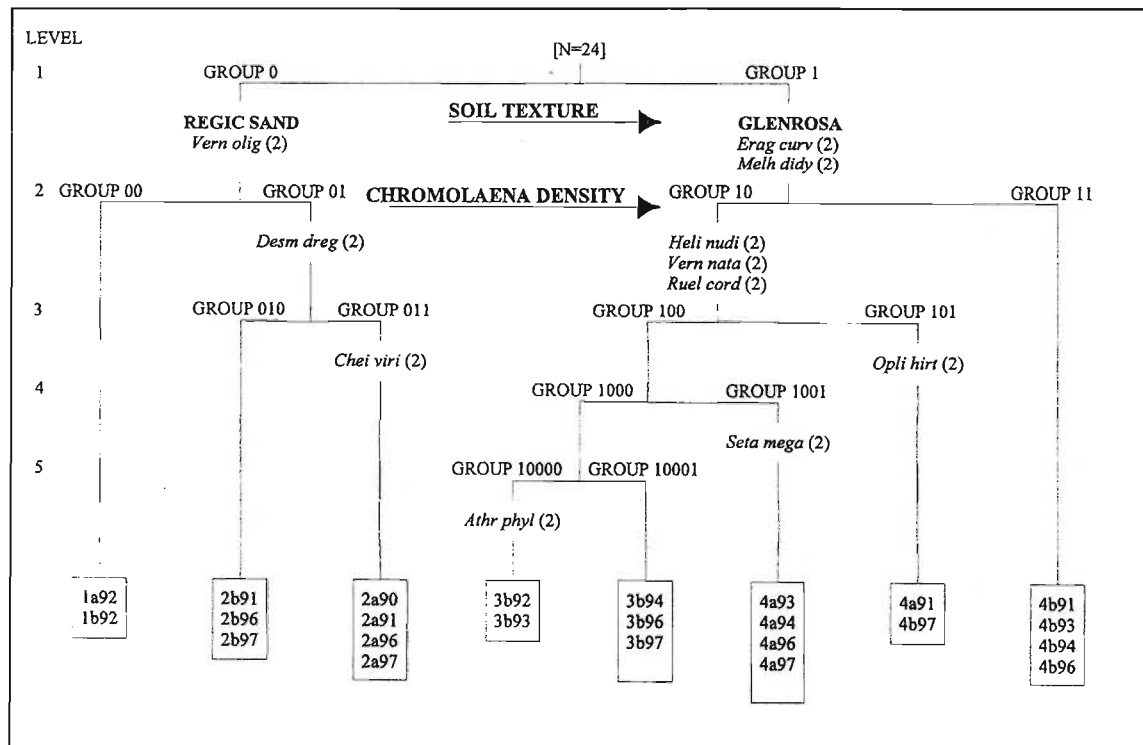 LEVEL
[N=24]
1 GROUP 0 GROUP 1
SOIL TEXTURE
REGIC SAND GLENROSA
Vern olig (2) Erag curv (2)
Melh didy (2)
2 GROUP 00 GROUP 01 CHROMOLAENA DENSITY GROUP 10 GROUP 11
Desm dreg (2) Heli nudi (2)
Vern nata (2)
Ruel cord (2)
3 GROUP 010 GROUP 011 GROUP 100 GROUP 101
Chei viri (2) Opli hirt (2)
4 GROUP 1000 GROUP 1001
Seta mega (2)
5 GROUP 10000 GROUP 10001
Athr phyl (2)
1a92
1b92
2b91
2b96
2b97
2a90
2a91
2a96
2a97
3b92
3b93
3b94
3b96
3b97
4a93
4a94
4a96
4a97
4a91
4b97
4b91
4b93
4b94
4b96